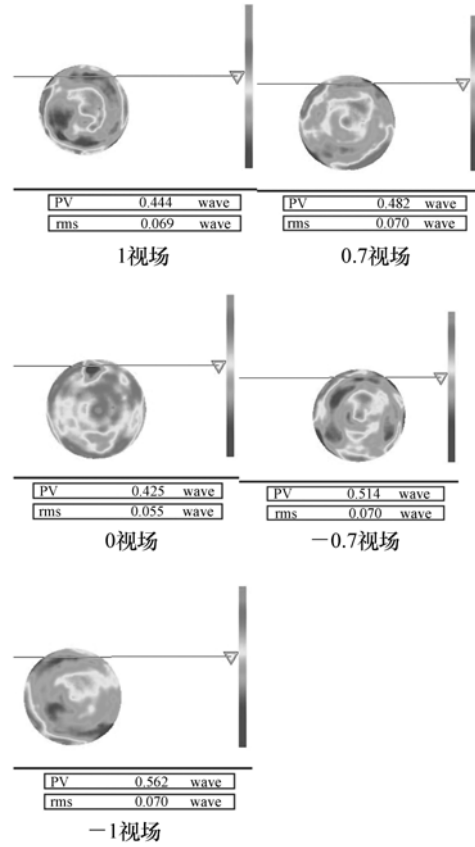 PV 0.444 wave
rms 0.069 wave
1视场
PV 0.482 wave
rms 0.070 wave
0.7视场
PV 0.425 wave
rms 0.055 wave
0视场
PV 0.514 wave
rms 0.070 wave
－0.7视场
PV 0.562 wave
rms 0.070 wave
－1视场